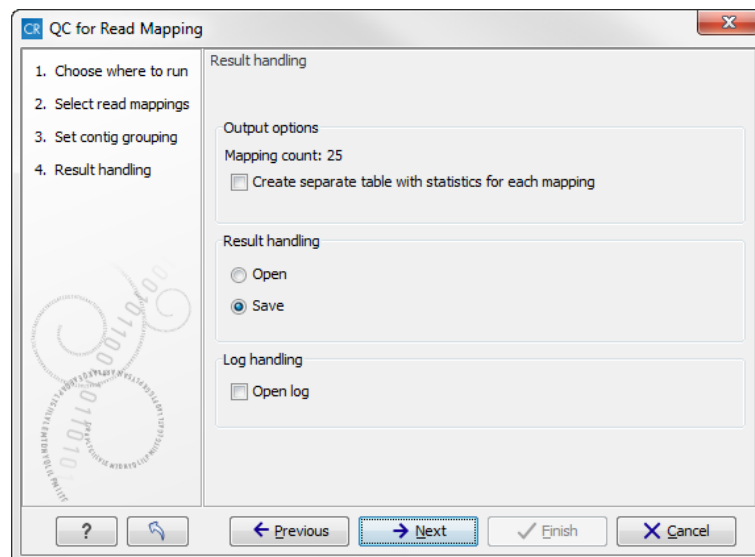 CR QC for Read Mapping
X
1. Choose where to run
2. Select read mappings
3. Set contig grouping
4. Result handling
Result handling
Output options
Mapping count: 25
Create separate table with statistics for each mapping
Result handling
Open
Save
Log handling
Open log
? Previous Next Finish Cancel